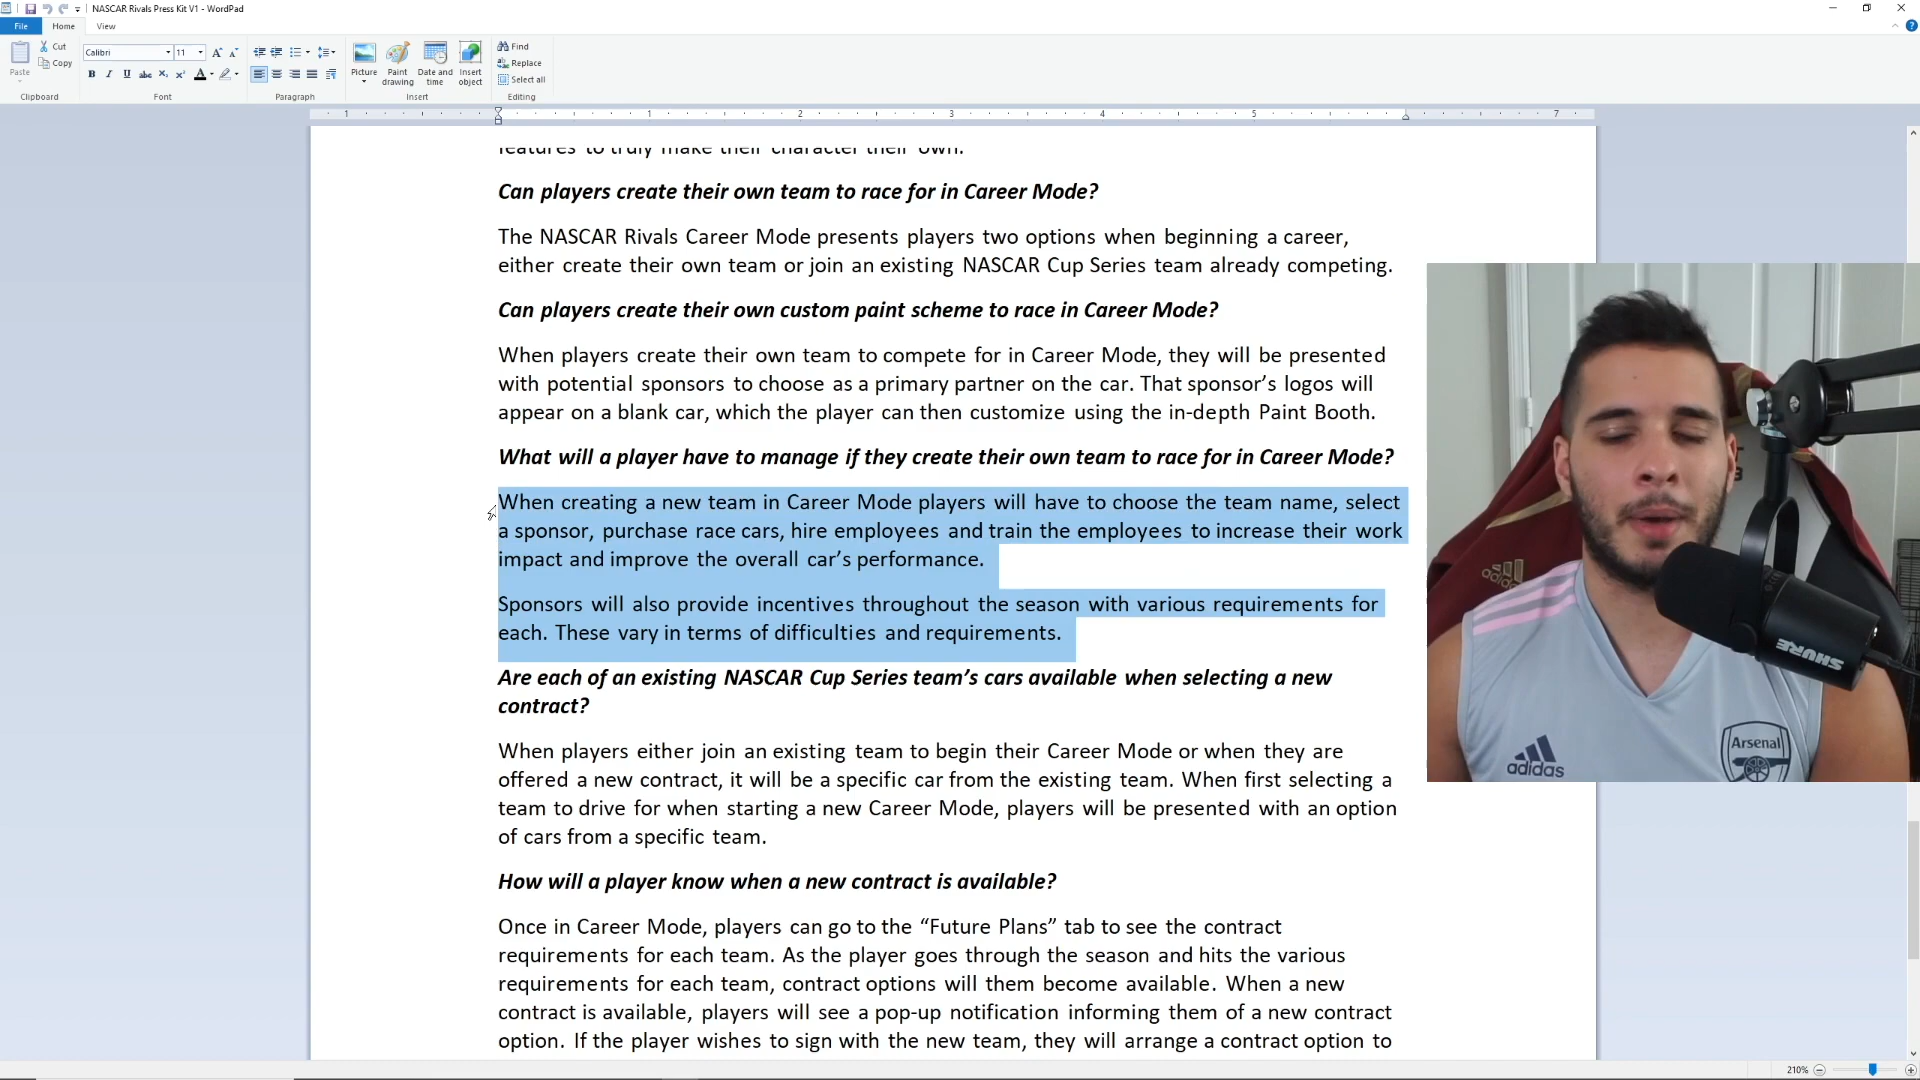 NASCAR Rivals Press Kit V1 - WordPad
File Home View
Paste
Cut
Copy
Clipboard
Calibri 11
Font
Paragraph
Picture
Paint drawing
Date and time
Insert object
Insert
Find
Replace
Select all
Editing
1 1 2 3 4 5 7
features to truly make their character their own.
Can players create their own team to race for in Career Mode?
The NASCAR Rivals Career Mode presents players two options when beginning a career,
either create their own team or join an existing NASCAR Cup Series team already competing.
Can players create their own custom paint scheme to race in Career Mode?
When players create their own team to compete for in Career Mode, they will be presented
with potential sponsors to choose as a primary partner on the car. That sponsor’s logos will
appear on a blank car, which the player can then customize using the in-depth Paint Booth.
What will a player have to manage if they create their own team to race for in Career Mode?
When creating a new team in Career Mode players will have to choose the team name, select
a sponsor, purchase race cars, hire employees and train the employees to increase their work
impact and improve the overall car’s performance.
Sponsors will also provide incentives throughout the season with various requirements for
each. These vary in terms of difficulties and requirements.
Are each of an existing NASCAR Cup Series team’s cars available when selecting a new
contract?
When players either join an existing team to begin their Career Mode or when they are
offered a new contract, it will be a specific car from the existing team. When first selecting a
team to drive for when starting a new Career Mode, players will be presented with an option
of cars from a specific team.
How will a player know when a new contract is available?
Once in Career Mode, players can go to the “Future Plans” tab to see the contract
requirements for each team. As the player goes through the season and hits the various
requirements for each team, contract options will them become available. When a new
contract is available, players will see a pop-up notification informing them of a new contract
option. If the player wishes to sign with the new team, they will arrange a contract option to
adidas
SHURE
adidas
Arsenal
210%